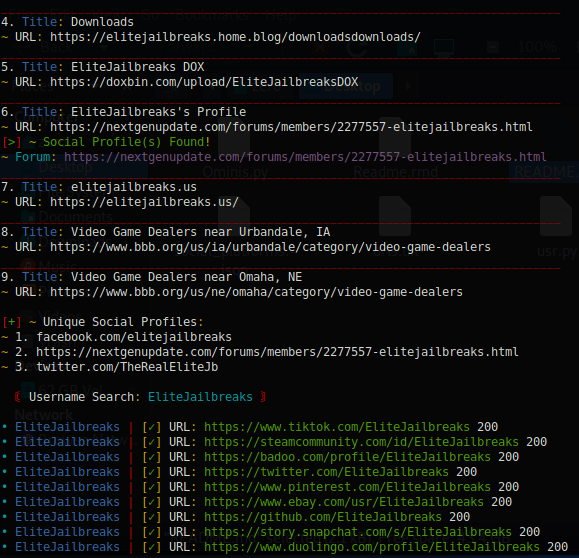 4. Title: Downloads
~ URL: https://elitejailbreaks.home.blog/downloadsdownloads/
5. Title: EliteJailbreaks DOX
~ URL: https://doxbin.com/upload/EliteJailbreaksDOX
6. Title: EliteJailbreaks's Profile
~ URL: https://nextgenupdate.com/forums/members/2277557-elitejailbreaks.html
[>] ~ Social Profile(s) Found!
~ Forum: https://nextgenupdate.com/forums/members/2277557-elitejailbreaks.html
7. Title: elitejailbreaks.us
~ URL: https://elitejailbreaks.us/
8. Title: Video Game Dealers near Urbandale, IA
~ URL: https://www.bbb.org/us/ia/urbandale/category/video-game-dealers
9. Title: Video Game Dealers near Omaha, NE
~ URL: https://www.bbb.org/us/ne/omaha/category/video-game-dealers
[+] ~ Unique Social Profiles:
~ 1. facebook.com/elitejailbreaks
~ 2. https://nextgenupdate.com/forums/members/2277557-elitejailbreaks.html
~ 3. twitter.com/TheRealEliteJb
⸨ Username Search: EliteJailbreaks ⸩
• EliteJailbreaks | [✓] URL: https://www.tiktok.com/EliteJailbreaks 200
• EliteJailbreaks | [✓] URL: https://steamcommunity.com/id/EliteJailbreaks 200
• EliteJailbreaks | [✓] URL: https://badoo.com/profile/EliteJailbreaks 200
• EliteJailbreaks | [✓] URL: https://twitter.com/EliteJailbreaks 200
• EliteJailbreaks | [✓] URL: https://www.pinterest.com/EliteJailbreaks 200
• EliteJailbreaks | [✓] URL: https://www.ebay.com/usr/EliteJailbreaks 200
• EliteJailbreaks | [✓] URL: https://github.com/EliteJailbreaks 200
• EliteJailbreaks | [✓] URL: https://story.snapchat.com/s/EliteJailbreaks 200
• EliteJailbreaks | [✓] URL: https://www.duolingo.com/profile/EliteJailbreaks 200